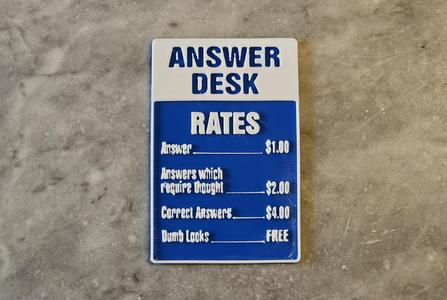 ANSWER
DESK
RATES
Answer $1.00
Answers which
require thought $2.00
Correct Answers $4.00
Dumb Looks FREE